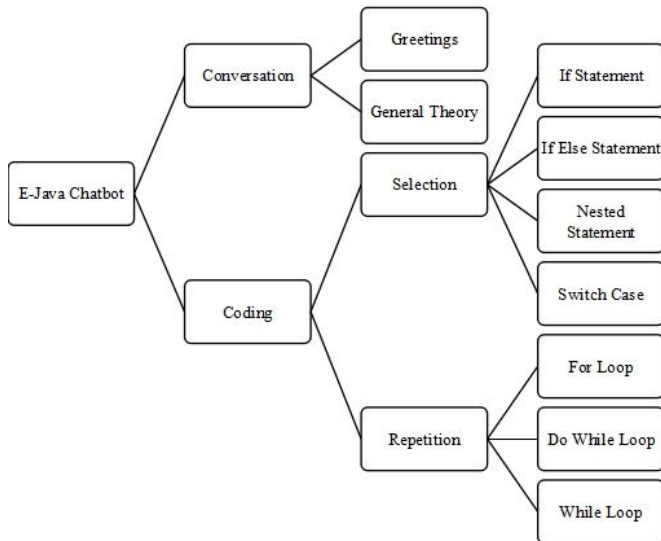 Greetings
Conversation
If Statement
General Theory
If Else Statement
E-Java Chatbot
Selection
Nested
Statement
Switch Case
Coding
For Loop
Repetition
Do While Loop
While Loop